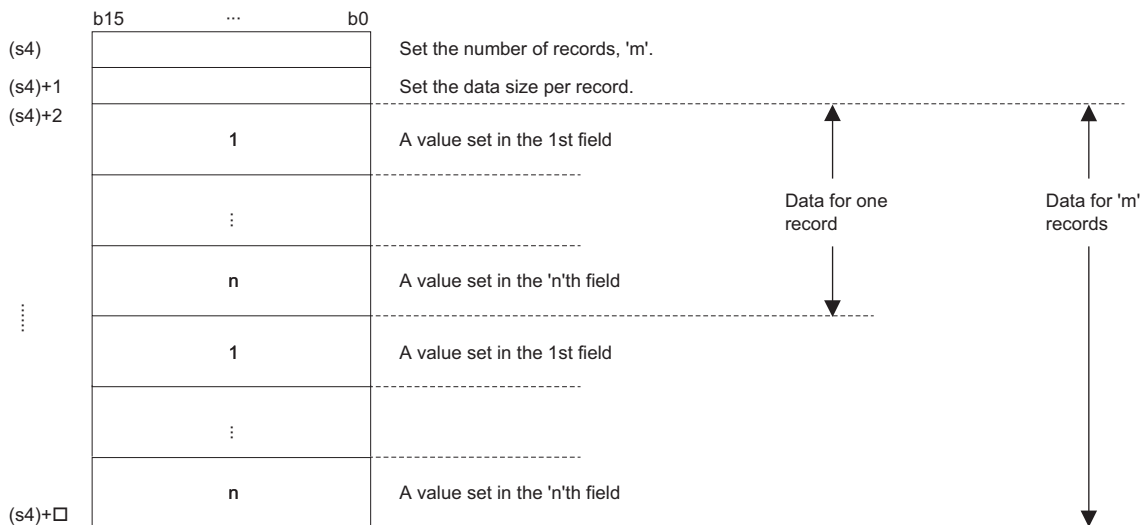 b15 ... b0
(s4) Set the number of records, 'm'.
(s4)+1 Set the data size per record.
(s4)+2
1 A value set in the 1st field
⋮
Data for one record
Data for 'm' records
n A value set in the 'n'th field
⋮
1 A value set in the 1st field
⋮
n A value set in the 'n'th field
(s4)+□